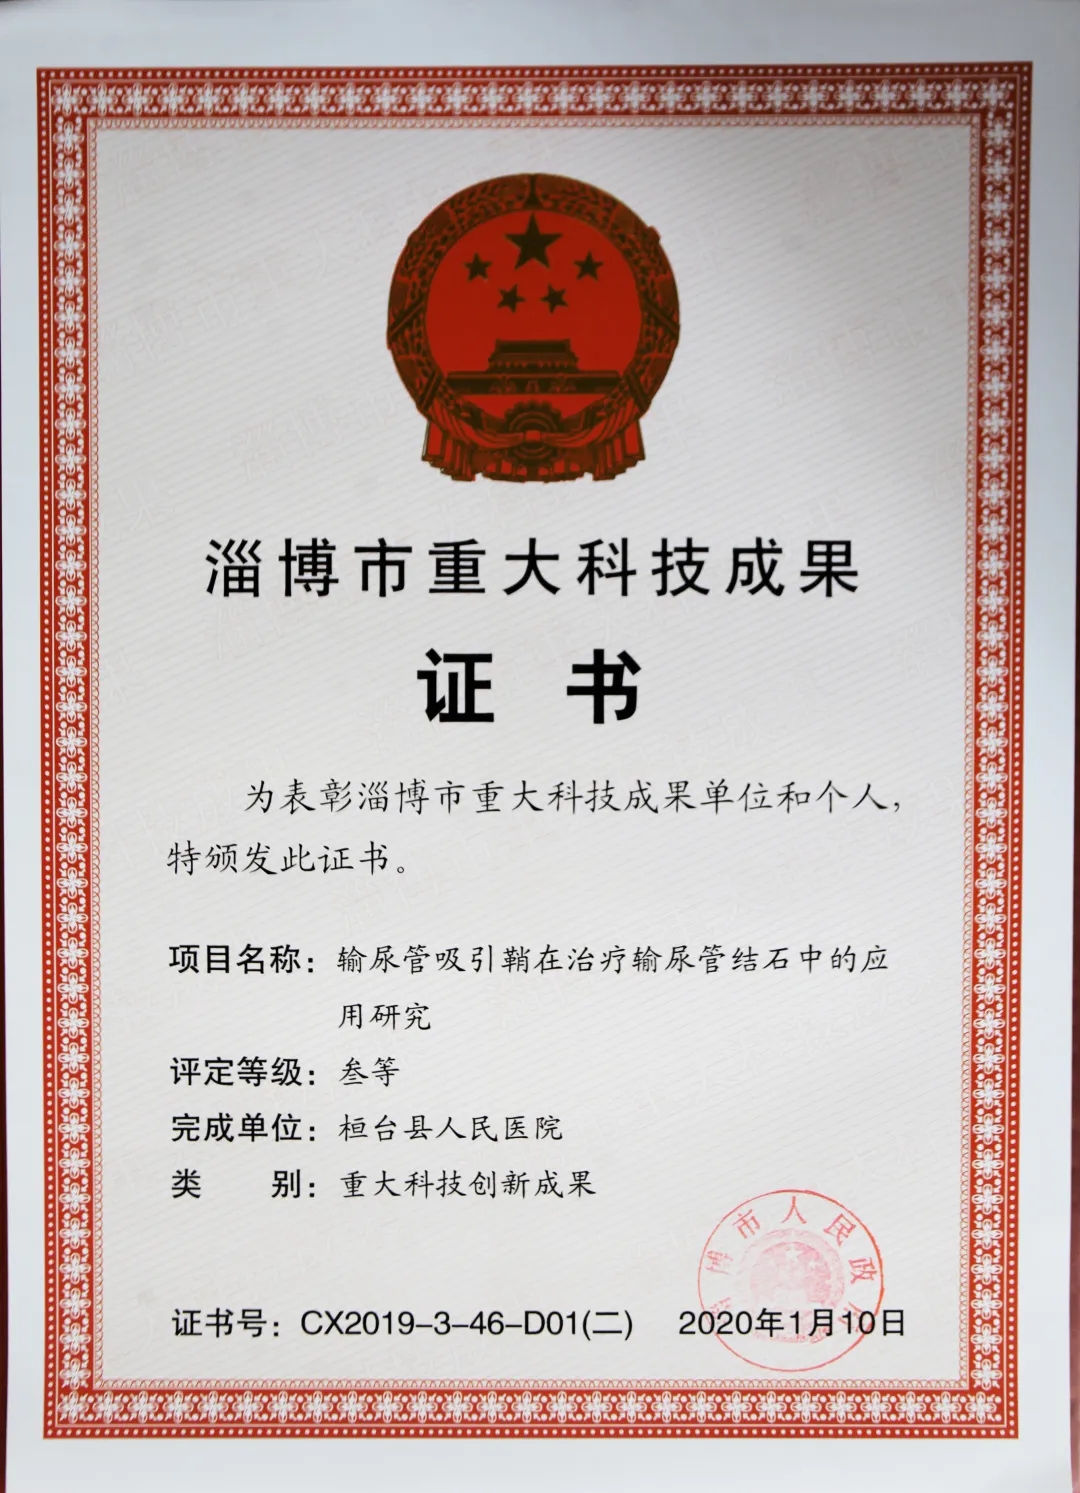 淄博市重大科技成果
证 书
为表彰淄博市重大科技成果单位和个人，
特颁发此证书。
项目名称：输尿管吸引鞘在治疗输尿管结石中的应
用研究
评定等级：叁等
完成单位：桓台县人民医院
类 别：重大科技创新成果
博市人民政
证书号：CX2019-3-46-D01(二) 2020年1月10日